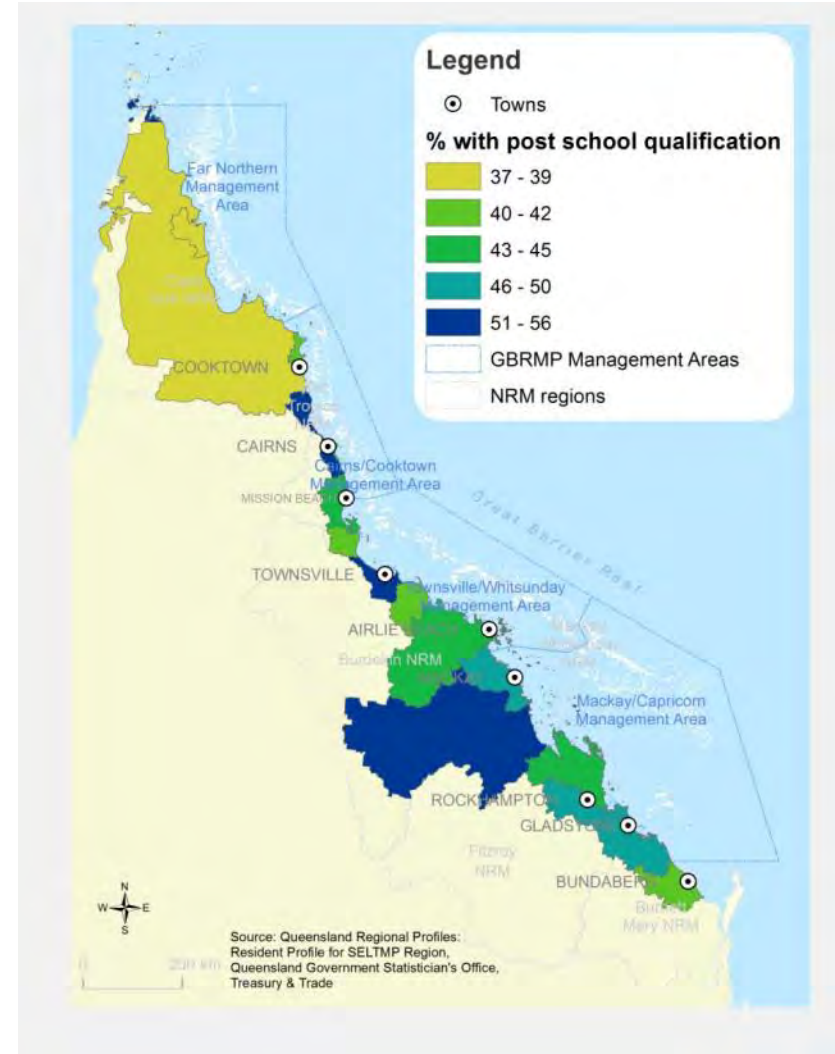 Legend
Towns
% with post school qualification
37 - 39
40 - 42
43 - 45
46 - 50
51 - 56
GBRMP Management Areas
NRM regions
Far Northern
Management
Area
COOKTOWN
CAIRNS
Cairns/Cooktown
Management Area
MISSION BEACH
Great Barrier Reef
TOWNSVILLE
Townsville/Whitsunday
Management Area
AIRLIE
Burdekin NRM
Mackay/Capricorn
Management Area
ROCKHAMPTON
GLADSTONE
Fitzroy
NRM
BUNDABERG
Burnett
Mary NRM
N
W E
S
Source: Queensland Regional Profiles:
Resident Profile for SELTMP Region,
Queensland Government Statistician's Office,
Treasury & Trade
0 200 km